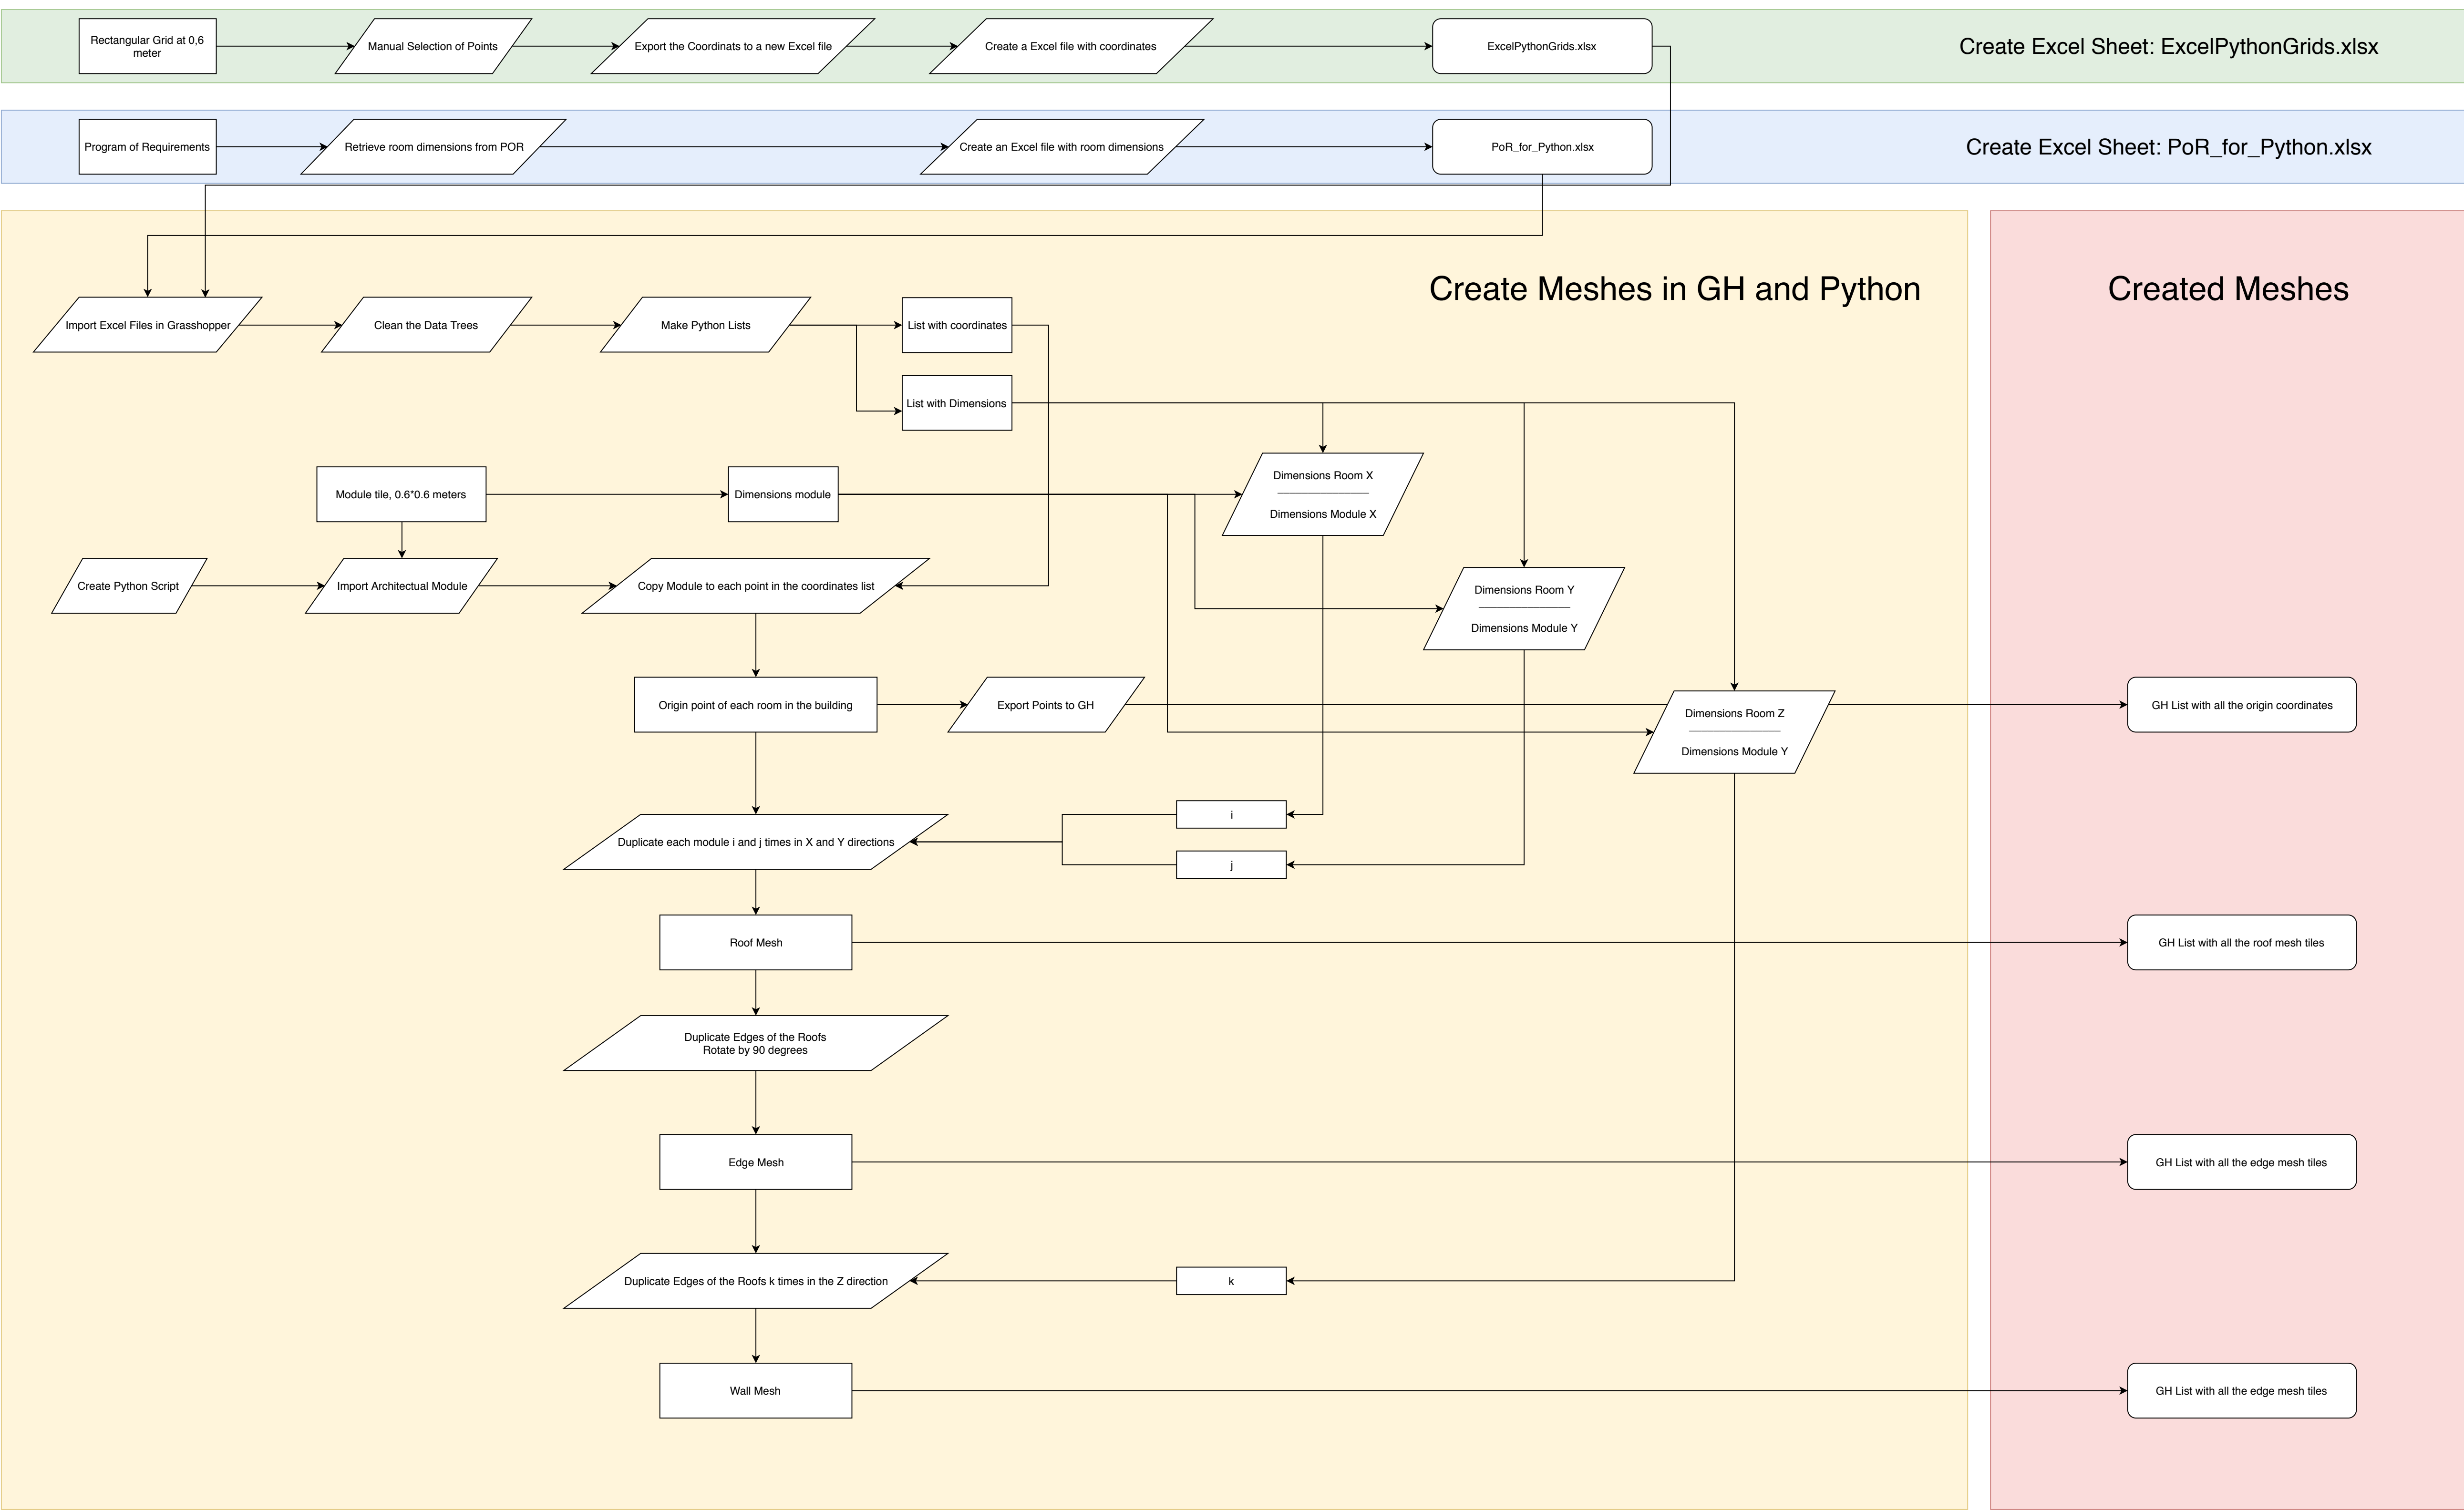 Rectangular Grid at 0,6
meter
Manual Selection of Points
Export the Coordinats to a new Excel file
Create a Excel file with coordinates
ExcelPythonGrids.xlsx
Create Excel Sheet: ExcelPythonGrids.xlsx
Program of Requirements
Retrieve room dimensions from POR
Create an Excel file with room dimensions
PoR_for_Python.xlsx
Create Excel Sheet: PoR_for_Python.xlsx
Create Meshes in GH and Python
Created Meshes
Import Excel Files in Grasshopper
Clean the Data Trees
Make Python Lists
List with coordinates
List with Dimensions
Module tile, 0.6*0.6 meters
Dimensions module
Dimensions Room X
Dimensions Module X
Create Python Script
Import Architectual Module
Copy Module to each point in the coordinates list
Dimensions Room Y
Dimensions Module Y
Origin point of each room in the building
Export Points to GH
Dimensions Room Z
Dimensions Module Y
GH List with all the origin coordinates
i
Duplicate each module i and j times in X and Y directions
j
Roof Mesh
GH List with all the roof mesh tiles
Duplicate Edges of the Roofs
Rotate by 90 degrees
Edge Mesh
GH List with all the edge mesh tiles
Duplicate Edges of the Roofs k times in the Z direction
k
Wall Mesh
GH List with all the edge mesh tiles